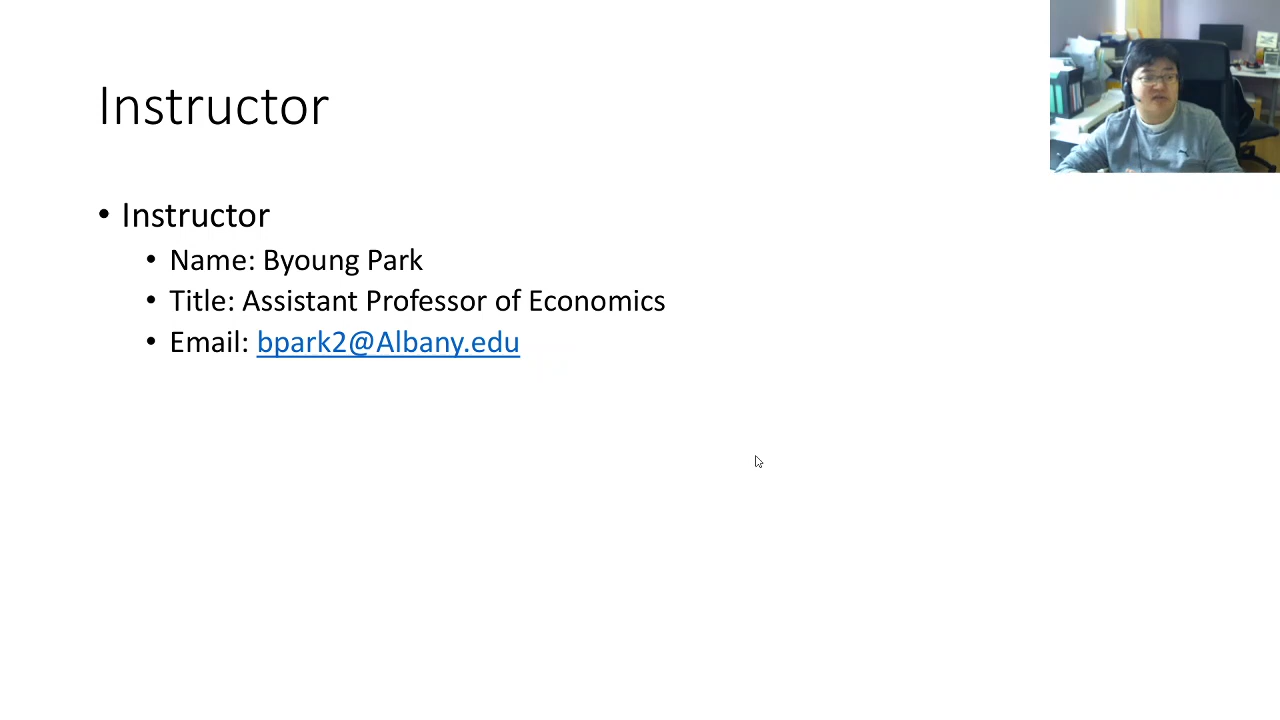 Instructor
• Instructor
• Name: Byoung Park
• Title: Assistant Professor of Economics
• Email: bpark2@Albany.edu